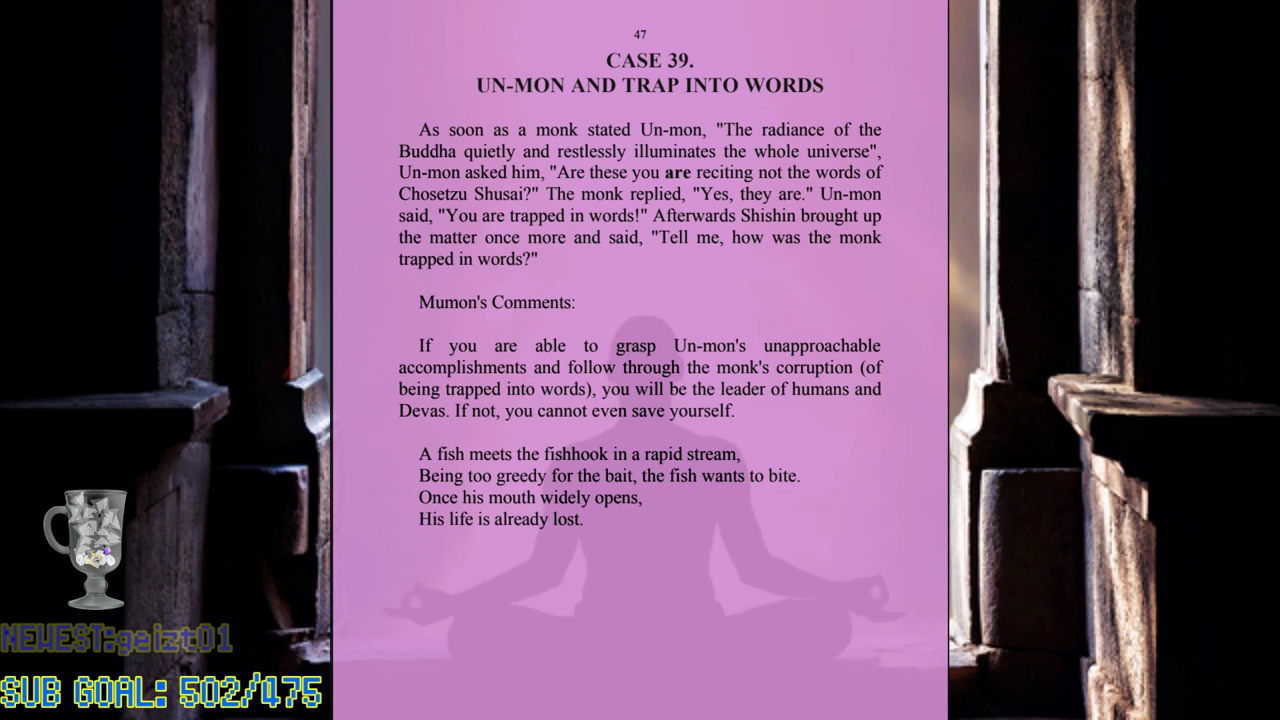 47
CASE 39.
UN-MON AND TRAP INTO WORDS
As soon as a monk stated Un-mon, "The radiance of the
Buddha quietly and restlessly illuminates the whole universe",
Un-mon asked him, "Are these you are reciting not the words of
Chosetzu Shusai?" The monk replied, "Yes, they are." Un-mon
said, "You are trapped in words!" Afterwards Shishin brought up
the matter once more and said, "Tell me, how was the monk
trapped in words?"
Mumon's Comments:
If you are able to grasp Un-mon's unapproachable
accomplishments and follow through the monk's corruption (of
being trapped into words), you will be the leader of humans and
Devas. If not, you cannot even save yourself.
A fish meets the fishhook in a rapid stream,
Being too greedy for the bait, the fish wants to bite.
Once his mouth widely opens,
His life is already lost.
NEWEST:geizt01
SUB GOAL: 502/475